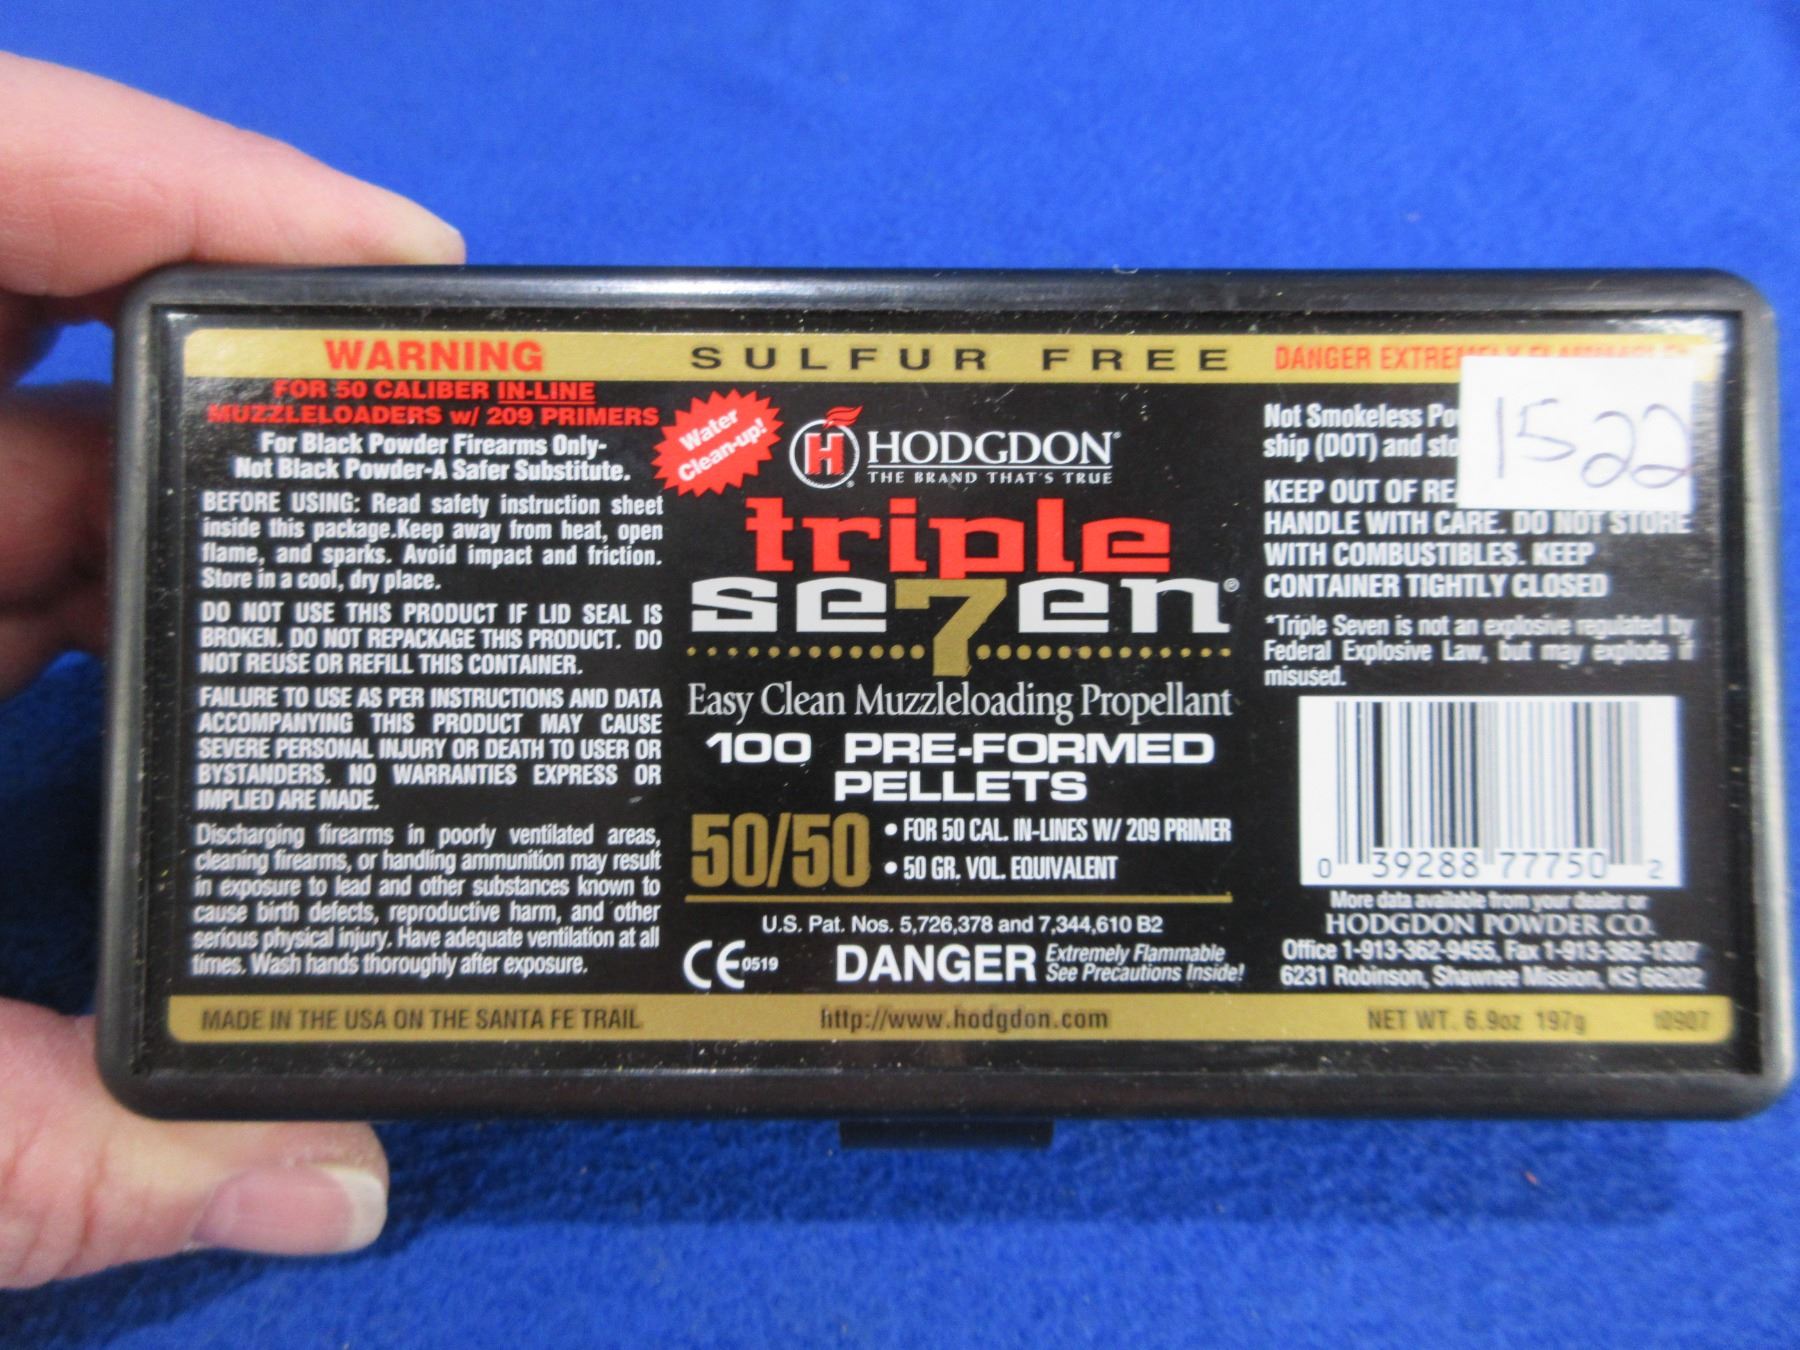 WARNING
FOR 50 CALIBER IN-LINE
MUZZLELOADERS w/ 209 PRIMERS
For Black Powder Firearms Only-
Not Black Powder-A Safer Substitute.
BEFORE USING: Read safety instruction sheet
inside this package.Keep away from heat, open
flame, and sparks. Avoid impact and friction.
Store in a cool, dry place.
DO NOT USE THIS PRODUCT IF LID SEAL IS
BROKEN. DO NOT REPACKAGE THIS PRODUCT. DO
NOT REUSE OR REFILL THIS CONTAINER.
FAILURE TO USE AS PER INSTRUCTIONS AND DATA
ACCOMPANYING THIS PRODUCT MAY CAUSE
SEVERE PERSONAL INJURY OR DEATH TO USER OR
BYSTANDERS. NO WARRANTIES EXPRESS OR
IMPLIED ARE MADE.
Discharging firearms in poorly ventilated areas,
cleaning firearms, or handling ammunition may result
in exposure to lead and other substances known to
cause birth defects, reproductive harm, and other
serious physical injury. Have adequate ventilation at all
times. Wash hands thoroughly after exposure.
MADE IN THE USA ON THE SANTA FE TRAIL
SULFUR FREE
Water
Clean-up!
H HODGDON®
THE BRAND THAT'S TRUE
triple
se7en®
Easy Clean Muzzleloading Propellant
100 PRE-FORMED
PELLETS
50/50
• FOR 50 CAL. IN-LINES W/ 209 PRIMER
• 50 GR. VOL. EQUIVALENT
U.S. Pat. Nos. 5,726,378 and 7,344,610 B2
CE 0519 DANGER Extremely Flammable
See Precautions Inside!
http://www.hodgdon.com
DANGER
1522
Not Smokeless
ship (DOT) and
KEEP OUT OF
HANDLE WITH CARE. DO NOT STORE
WITH COMBUSTIBLES. KEEP
CONTAINER TIGHTLY CLOSED
*Triple Seven is not an explosive regulated by
Federal Explosive Law, but may explode if
misused.
0 39288 77750 2
More data available from your dealer or
HODGDON POWDER CO.
Office 1-913-362-9455, Fax 1-913-362-1307
6231 Robinson, Shawnee Mission, KS 66202
NET WT. 6.9oz 197g 10907